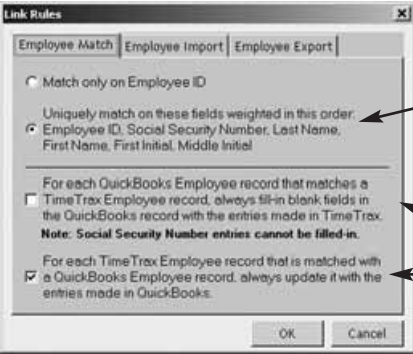 Link Rules
Employee Match Employee Import Employee Export
Match only on Employee ID
Uniquely match on these fields weighted in this order:
Employee ID, Social Security Number, Last Name,
First Name, First Initial, Middle Initial
For each QuickBooks Employee record that matches a
TimeTrax Employee record, always fill-in blank fields in
the QuickBooks record with the entries made in TimeTrax.
Note: Social Security Number entries cannot be filled-in.
For each TimeTrax Employee record that is matched with
a QuickBooks Employee record, always update it with the
entries made in QuickBooks.
OK Cancel